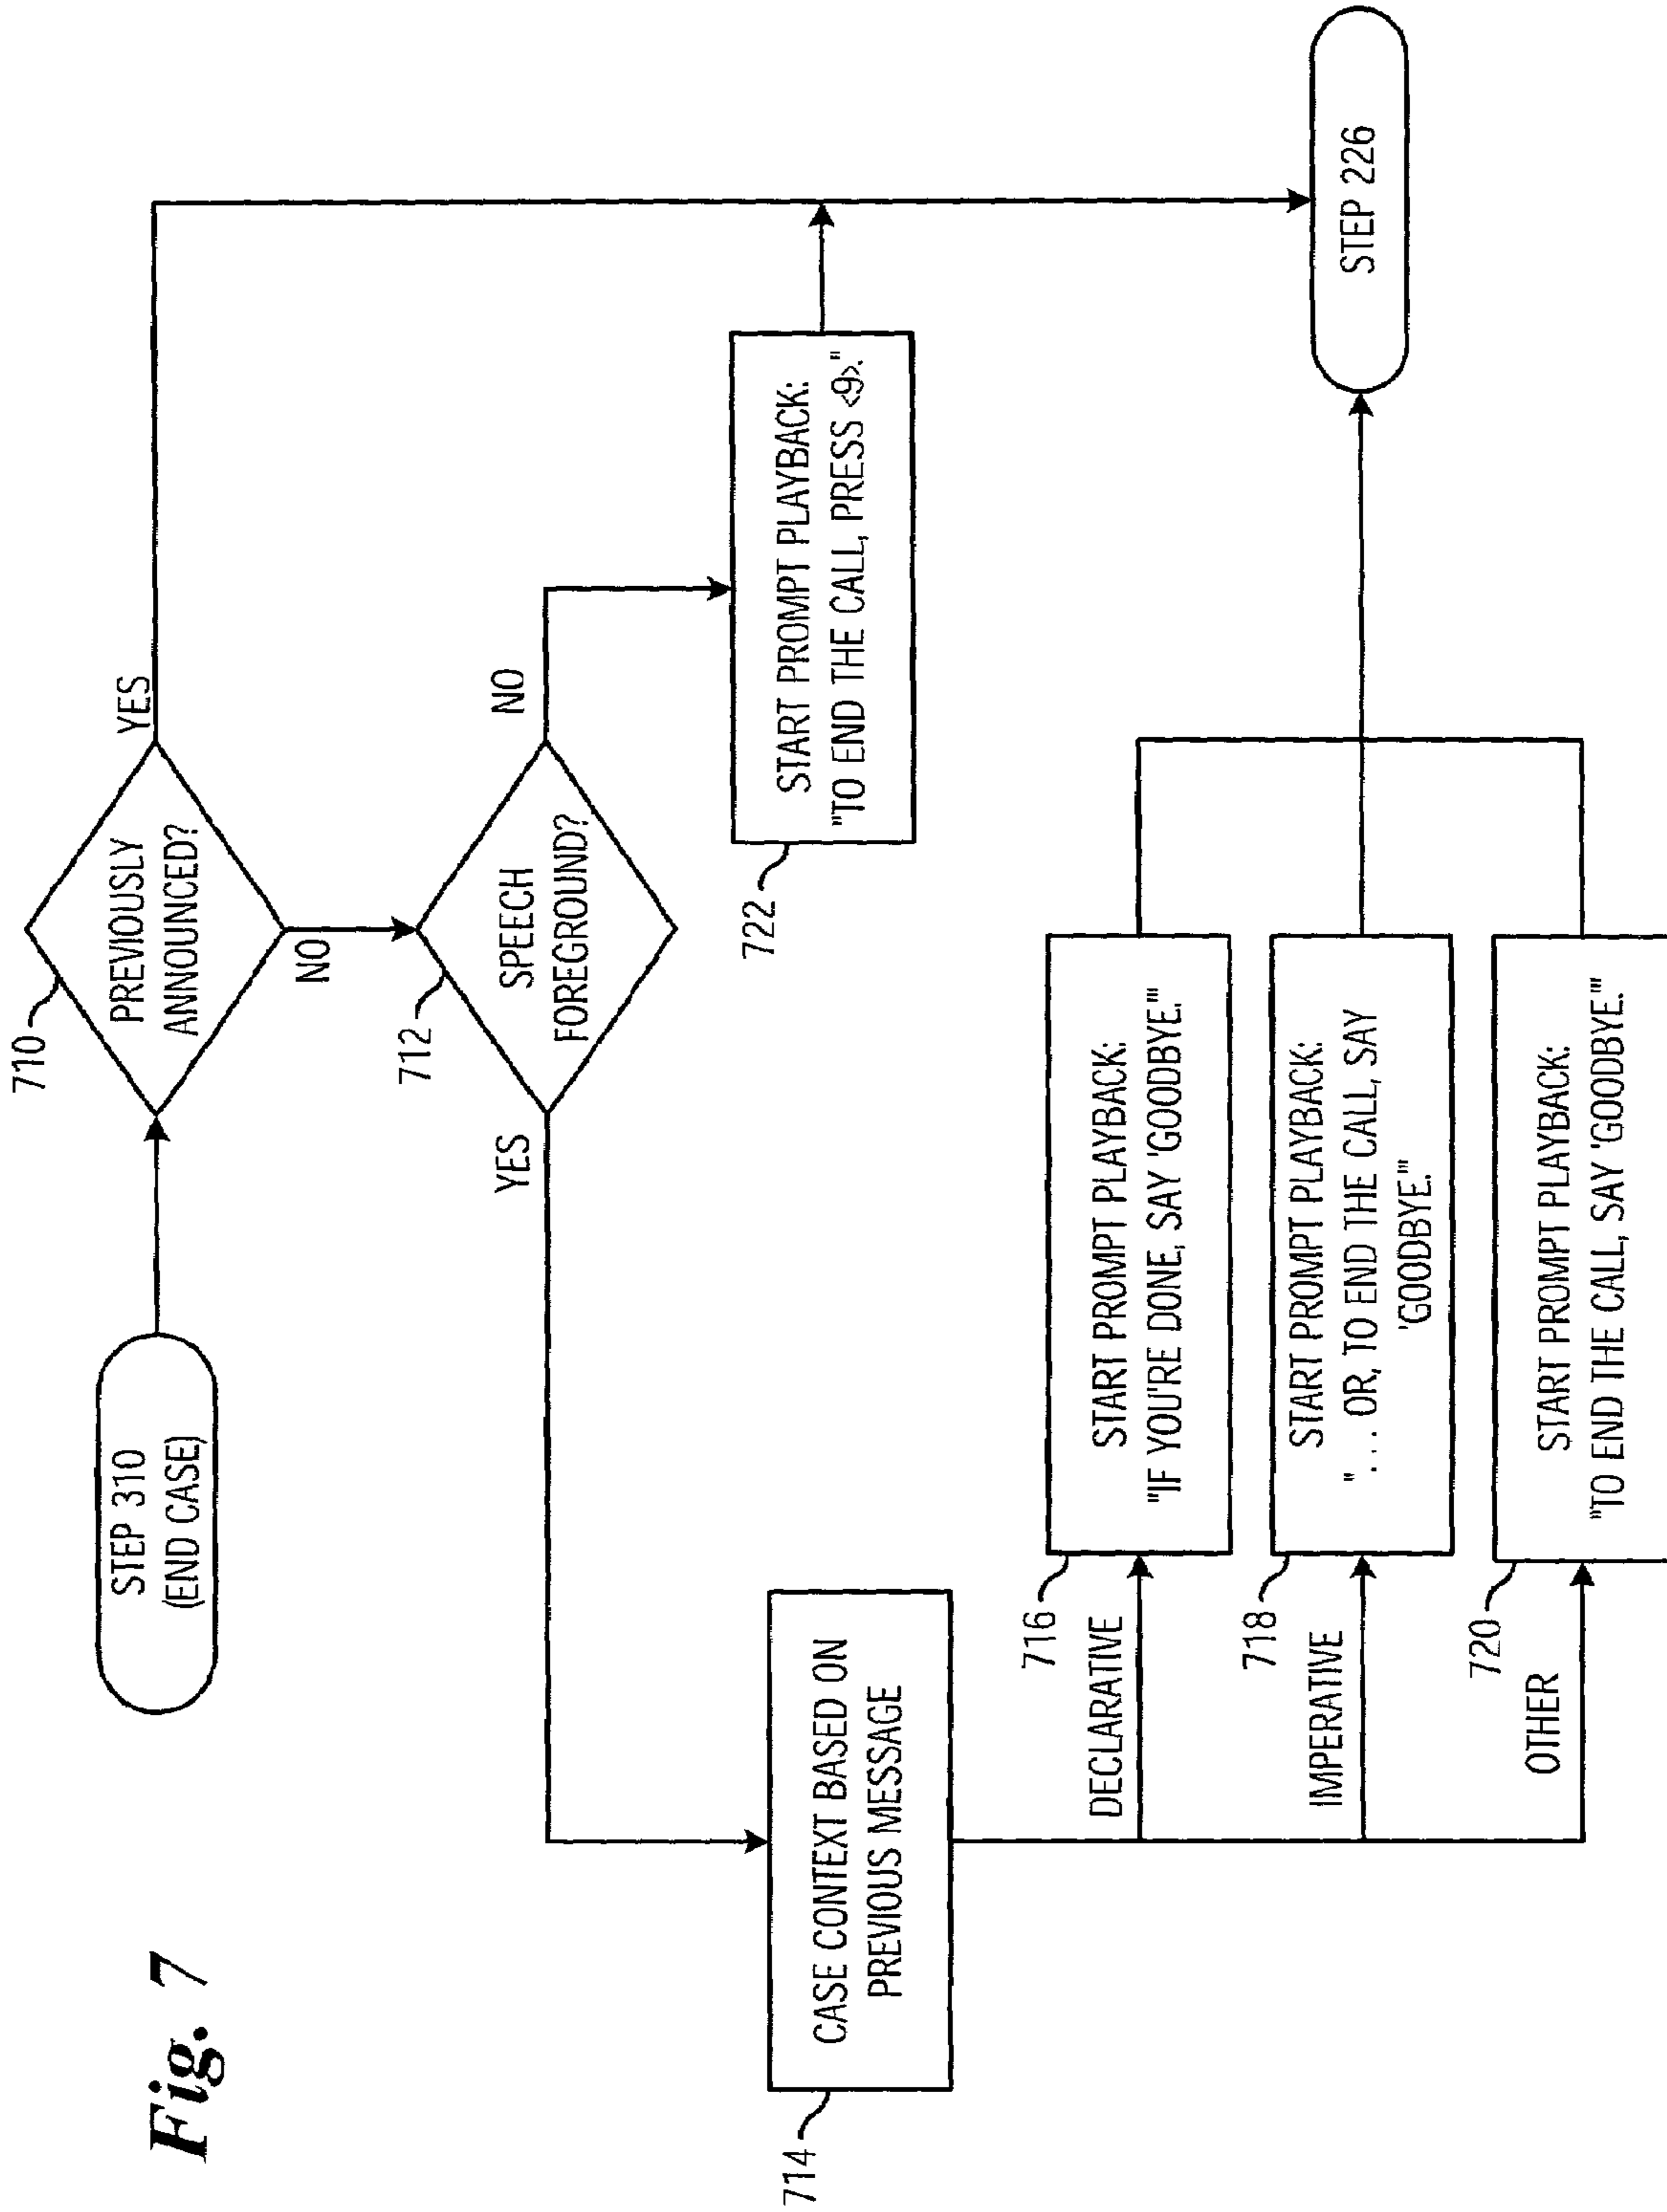 Fig. 7
STEP 310
(END CASE)
710
PREVIOUSLY
ANNOUNCED?
YES
NO
712
SPEECH
FOREGROUND?
YES
NO
722
START PROMPT PLAYBACK:
"TO END THE CALL, PRESS <9>."
714
CASE CONTEXT BASED ON
PREVIOUS MESSAGE
DECLARATIVE
716
START PROMPT PLAYBACK:
"IF YOU'RE DONE, SAY 'GOODBYE.'"
IMPERATIVE
718
START PROMPT PLAYBACK:
"... OR, TO END THE CALL, SAY
'GOODBYE.'"
OTHER
720
START PROMPT PLAYBACK:
"TO END THE CALL, SAY 'GOODBYE.'"
STEP 226